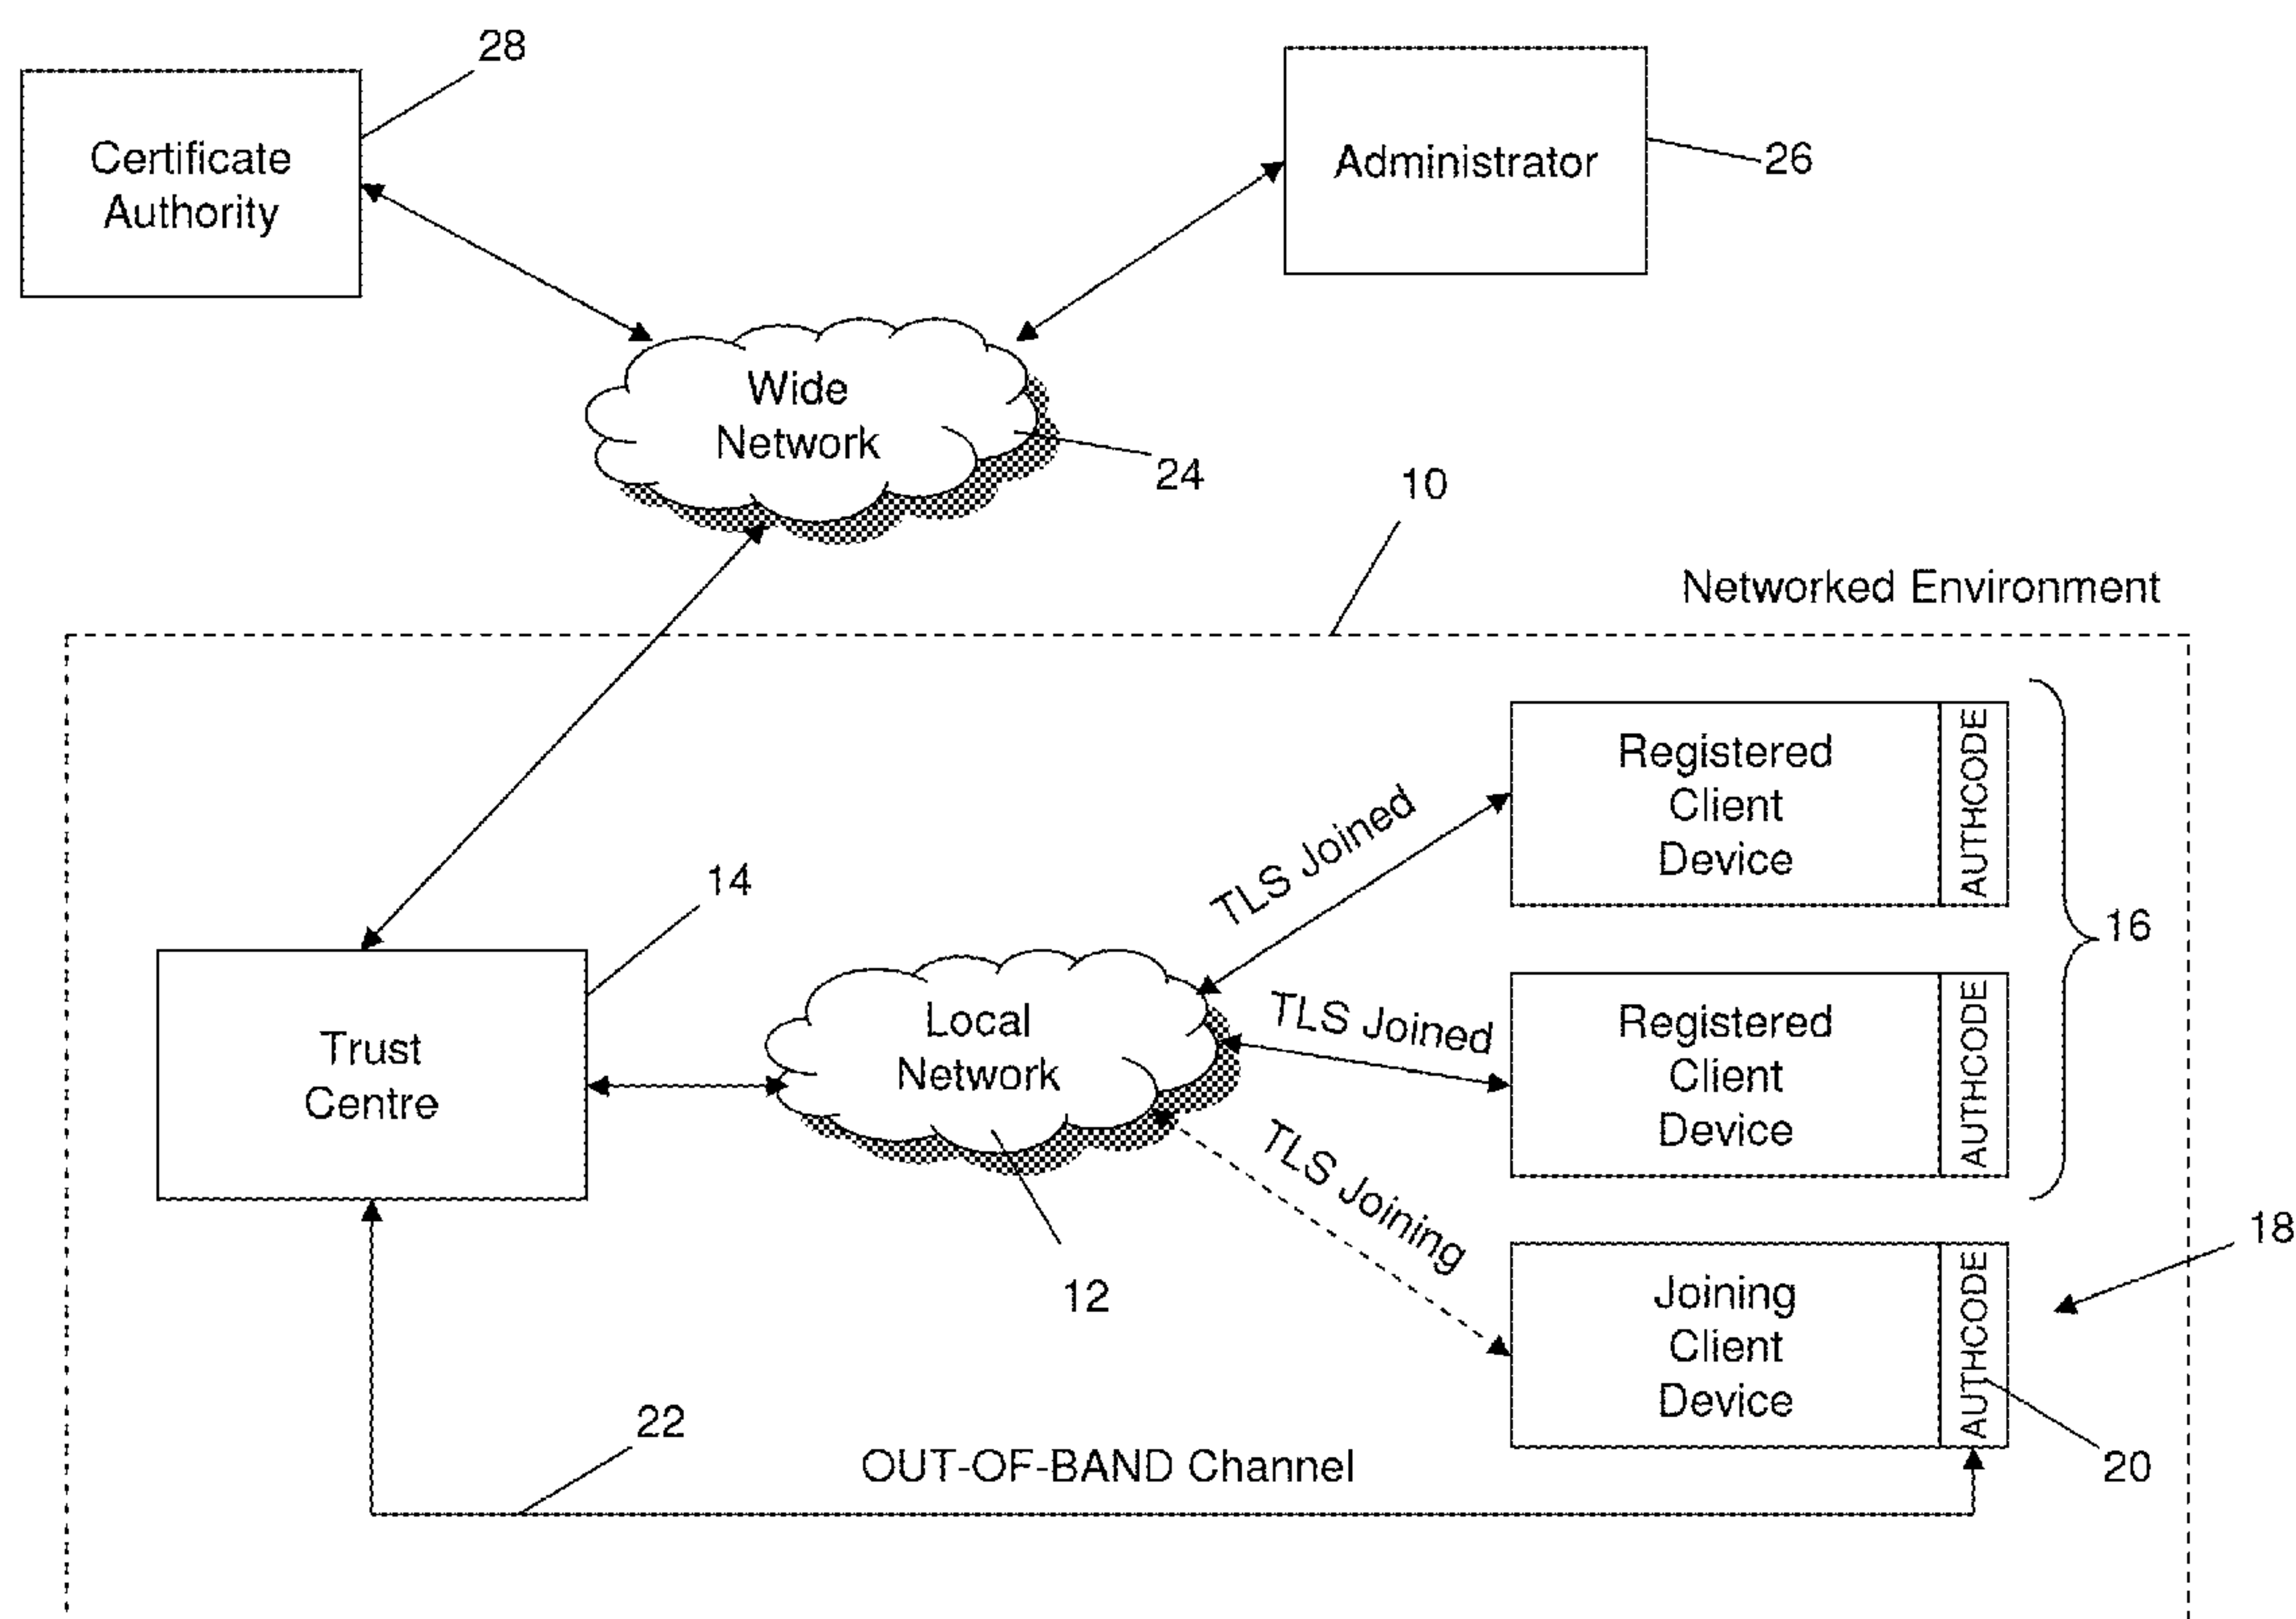 28
Certificate
Authority
Administrator
26
Wide
Network
24
10
Networked Environment
Registered
Client
Device
AUTHCODE
TLS Joined
16
14
Trust
Centre
Local
Network
TLS Joined
Registered
Client
Device
AUTHCODE
TLS Joining
12
18
Joining
Client
Device
AUTHCODE
20
22
OUT-OF-BAND Channel